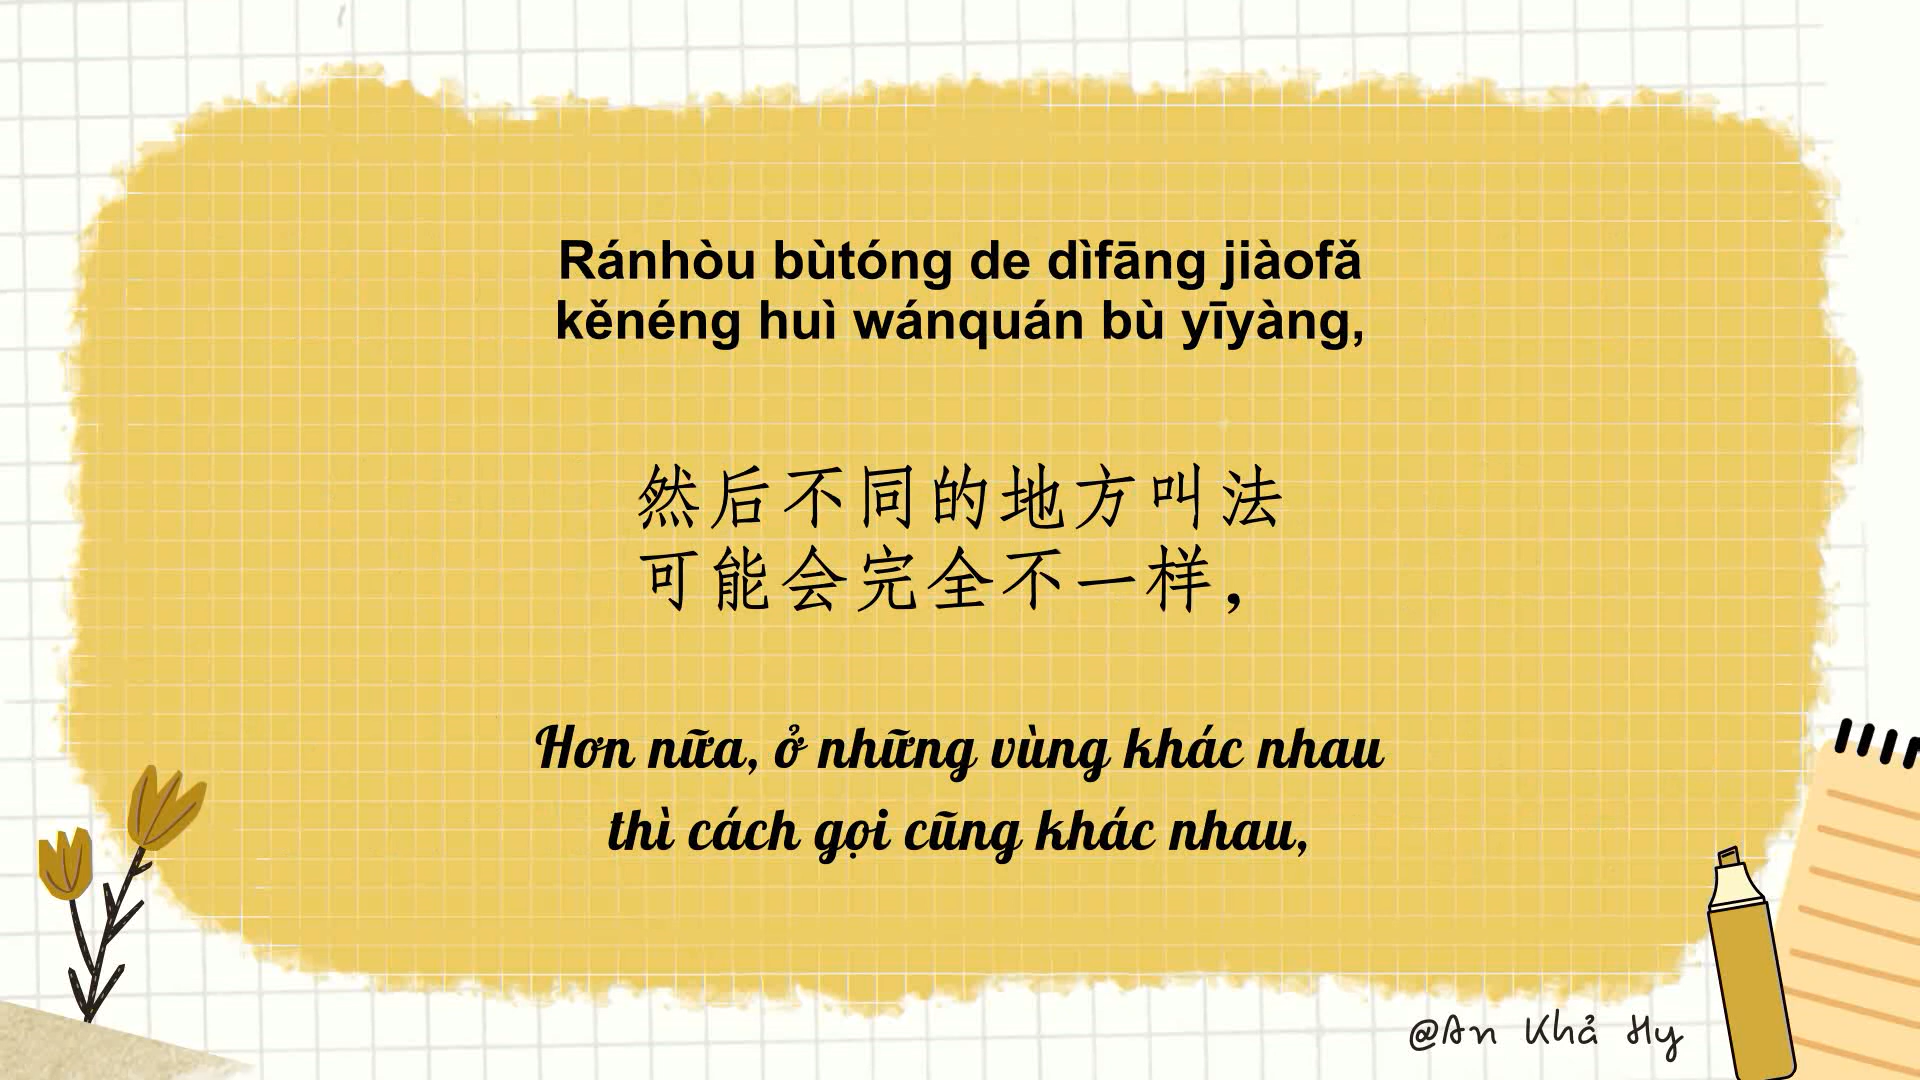 Ránhòu bùtóng de dìfāng jiàofǎ
kěnéng huì wánquán bù yīyàng,
然后不同的地方叫法
可能会完全不一样，
Hơn nữa, ở những vùng khác nhau
thì cách gọi cũng khác nhau,
@An Khả Hy